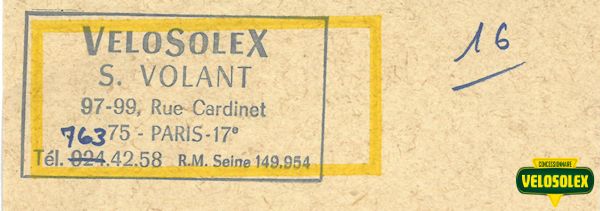 VELOSOLEX
S. VOLANT
97-99, Rue Cardinet
75 - PARIS-17e
763
Tél. 024.42.58 R.M. Seine 149.954
16
CONCESSIONNAIRE
VELOSOLEX